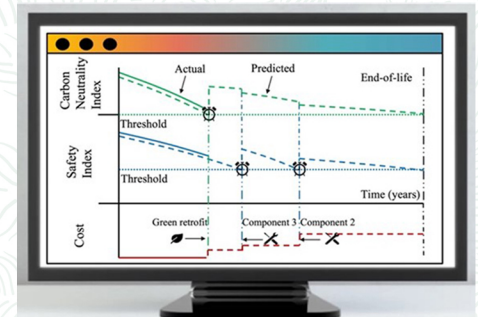 Carbon
Neutrality
Index
Actual
Predicted
End-of-life
Threshold
Safety
Index
Threshold
Time (years)
Cost
Green retrofit
Component 3
Component 2